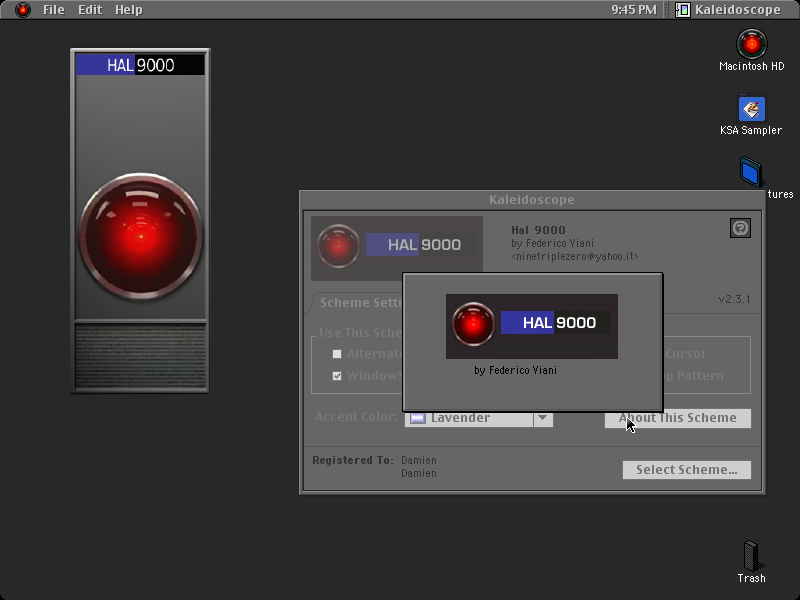 File Edit Help
9:45 PM Kaleidoscope
HAL 9000
Macintosh HD
KSA Sampler
tures
Kaleidoscope
HAL 9000
Hal 9000
by Federico Viani
<ninetriplezero@yahoo.it>
v2.3.1
Scheme Setti
Use This Sche
Alternat
Cursor
WindowS
p Pattern
HAL 9000
by Federico Viani
Accent Color:
Lavender
About This Scheme
Registered To: Damien
Damien
Select Scheme...
Trash